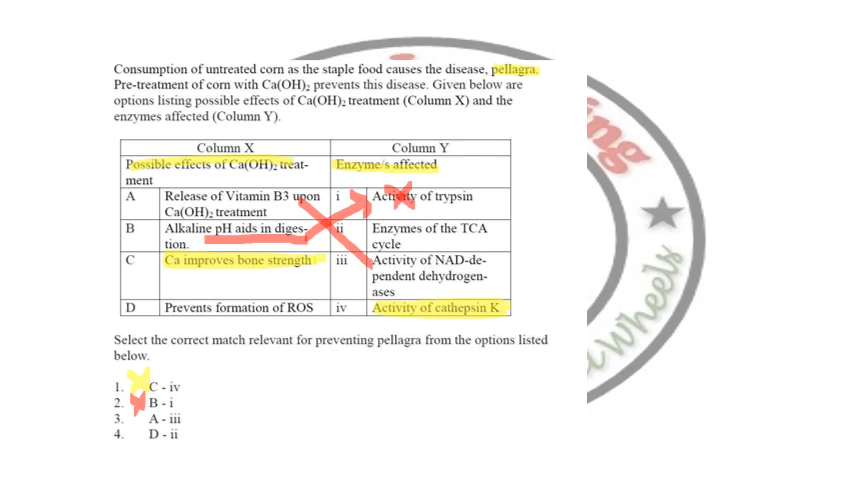 Consumption of untreated corn as the staple food causes the disease, pellagra.
Pre-treatment of corn with Ca(OH)₂ prevents this disease. Given below are
options listing possible effects of Ca(OH)₂ treatment (Column X) and the
enzymes affected (Column Y).
Column X Column Y
Possible effects of Ca(OH)₂ treat- Enzyme/s affected
ment
A Release of Vitamin B3 upon i Activity of trypsin
Ca(OH)₂ treatment
B Alkaline pH aids in diges- ii Enzymes of the TCA
tion. cycle
C Ca improves bone strength iii Activity of NAD-de-
pendent dehydrogen-
ases
D Prevents formation of ROS iv Activity of cathepsin K
Select the correct match relevant for preventing pellagra from the options listed
below.
1. C - iv
2. B - i
3. A - iii
4. D - ii
ing
Wheels